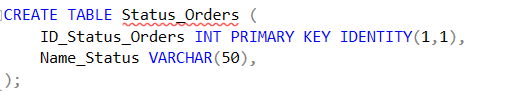 CREATE TABLE Status_Orders (
    ID_Status_Orders INT PRIMARY KEY IDENTITY(1,1),
    Name_Status VARCHAR(50),
);